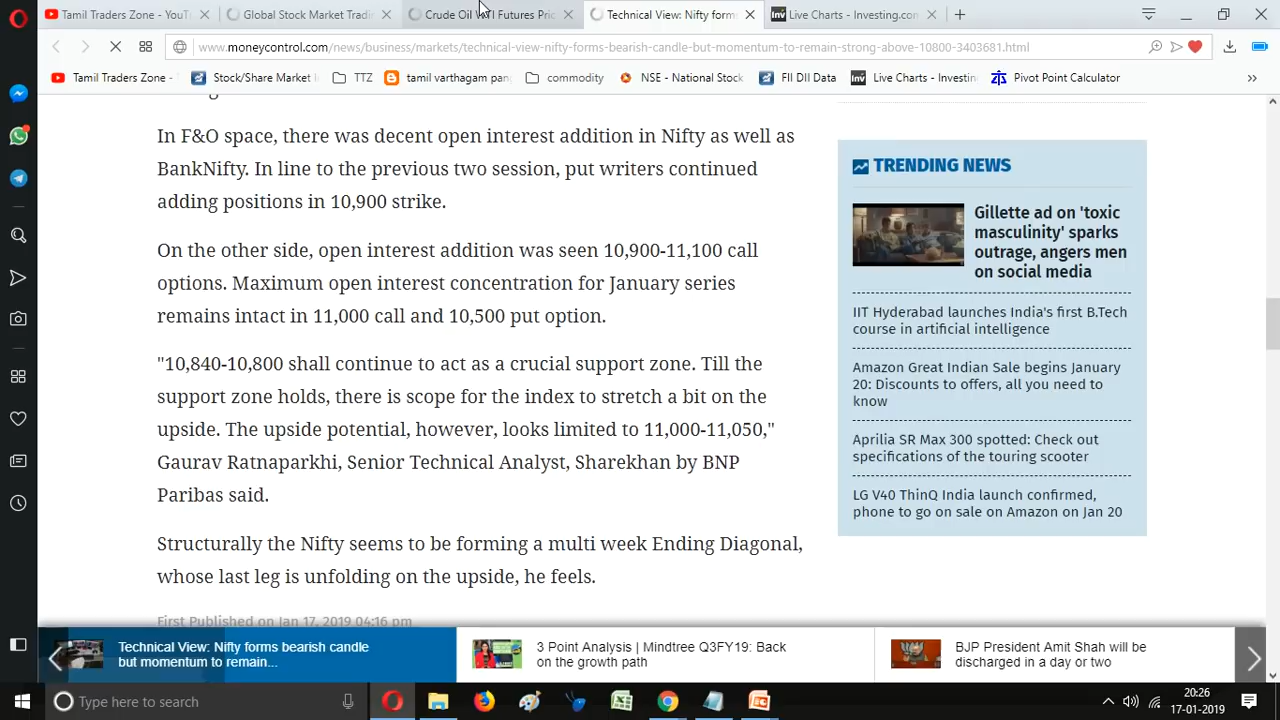 Tamil Traders Zone - YouT
Global Stock Market Tradin
Crude Oil WTI Futures Pric
Technical View: Nifty form
Inv Live Charts - Investing.co
www.moneycontrol.com/news/business/markets/technical-view-nifty-forms-bearish-candle-but-momentum-to-remain-strong-above-10800-3403681.html
Tamil Traders Zone -
Stock/Share Market I
TTZ
tamil varthagam pan
commodity
NSE - National Stock
FII DII Data
Inv Live Charts - Investin
Pivot Point Calculator
In F&O space, there was decent open interest addition in Nifty as well as
BankNifty. In line to the previous two session, put writers continued
adding positions in 10,900 strike.
On the other side, open interest addition was seen 10,900-11,100 call
options. Maximum open interest concentration for January series
remains intact in 11,000 call and 10,500 put option.
"10,840-10,800 shall continue to act as a crucial support zone. Till the
support zone holds, there is scope for the index to stretch a bit on the
upside. The upside potential, however, looks limited to 11,000-11,050,"
Gaurav Ratnaparkhi, Senior Technical Analyst, Sharekhan by BNP
Paribas said.
Structurally the Nifty seems to be forming a multi week Ending Diagonal,
whose last leg is unfolding on the upside, he feels.
First Published on Jan 17, 2019 04:16 pm
TRENDING NEWS
Gillette ad on 'toxic
masculinity' sparks
outrage, angers men
on social media
IIT Hyderabad launches India's first B.Tech
course in artificial intelligence
Amazon Great Indian Sale begins January
20: Discounts to offers, all you need to
know
Aprilia SR Max 300 spotted: Check out
specifications of the touring scooter
LG V40 ThinQ India launch confirmed,
phone to go on sale on Amazon on Jan 20
Technical View: Nifty forms bearish candle
but momentum to remain...
3 Point Analysis | Mindtree Q3FY19: Back
on the growth path
BJP President Amit Shah will be
discharged in a day or two
Type here to search
20:26
17-01-2019